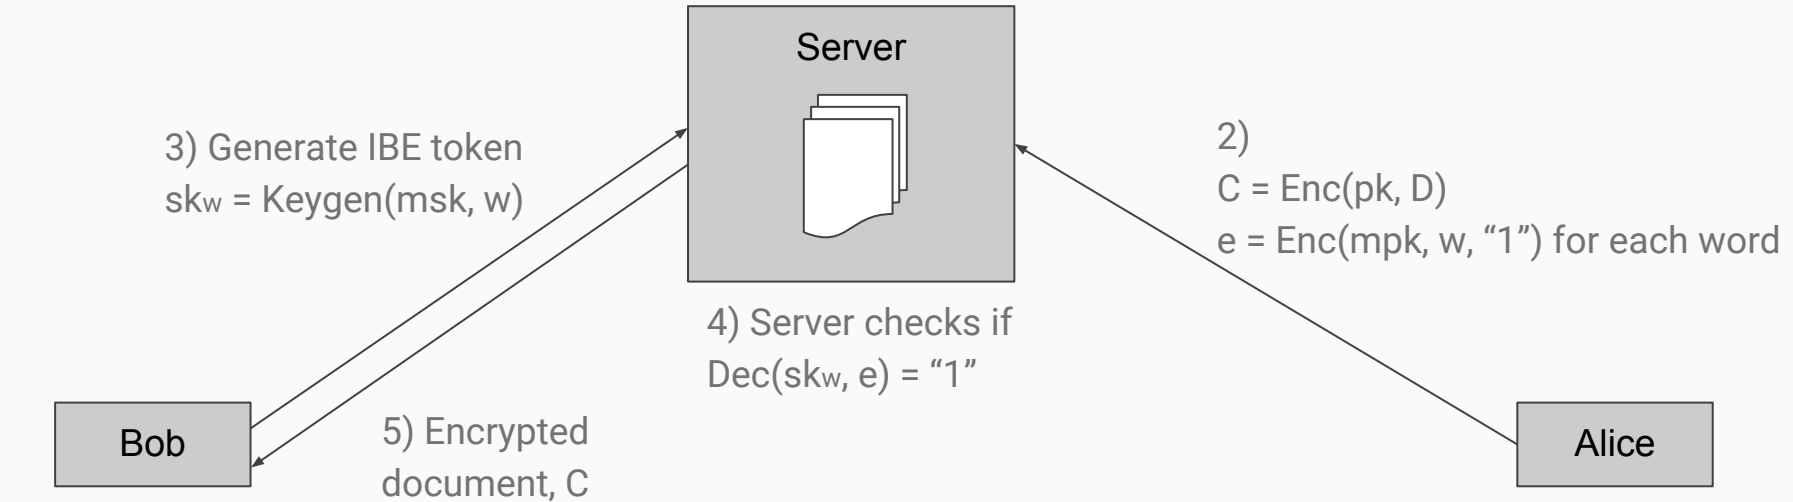 Server
3) Generate IBE token
skw = Keygen(msk, w)
2)
C = Enc(pk, D)
e = Enc(mpk, w, “1”) for each word
4) Server checks if
Dec(skw, e) = “1”
Bob
5) Encrypted
document, C
Alice